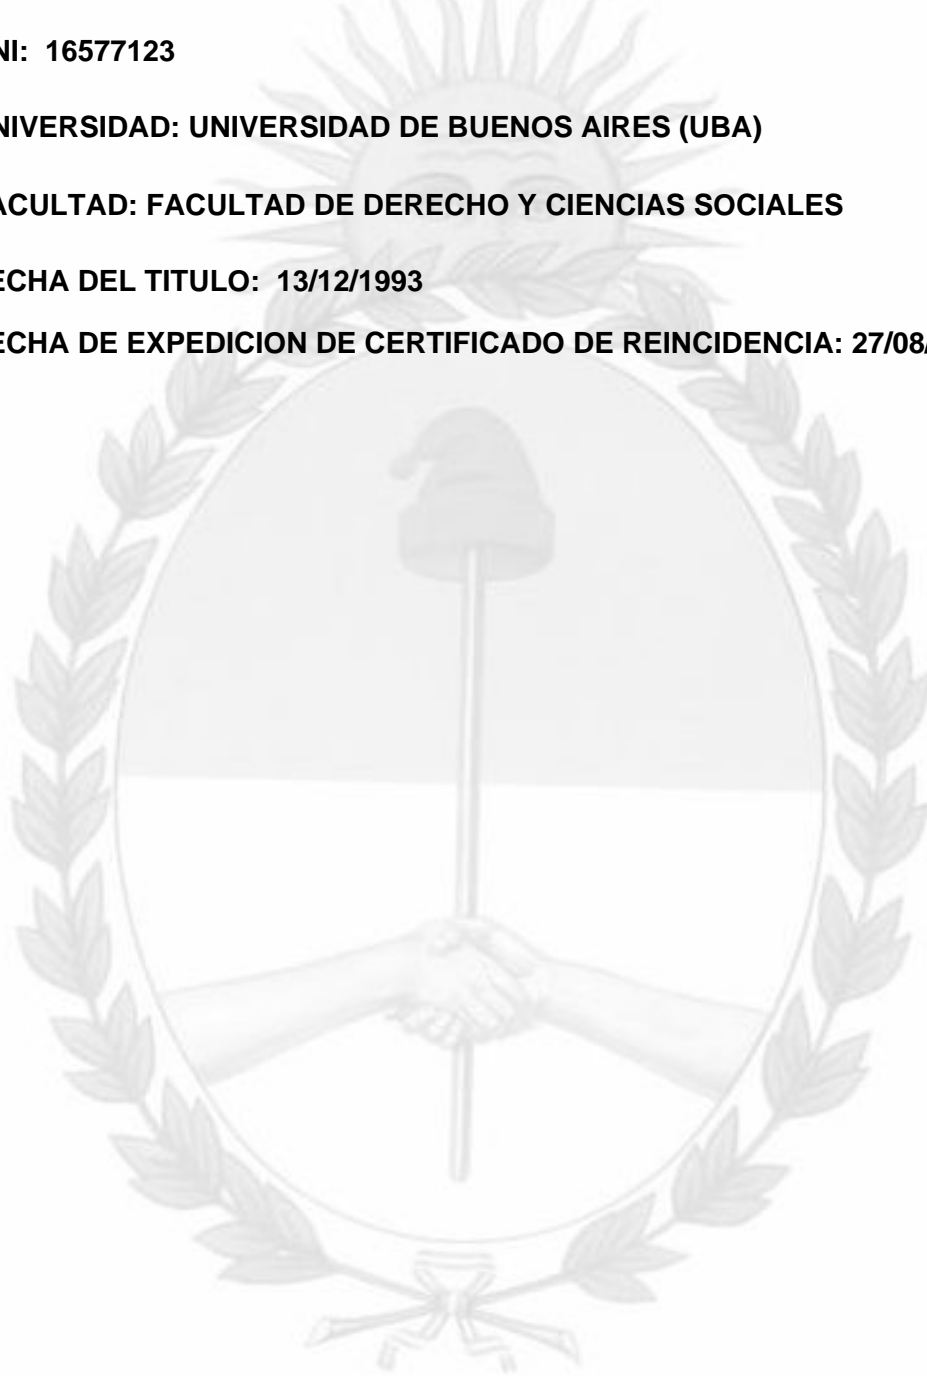 NI: 16577123
NIVERSIDAD: UNIVERSIDAD DE BUENOS AIRES (UBA)
ACULTAD: FACULTAD DE DERECHO Y CIENCIAS SOCIALES
ECHA DEL TITULO: 13/12/1993
ECHA DE EXPEDICION DE CERTIFICADO DE REINCIDENCIA: 27/08/